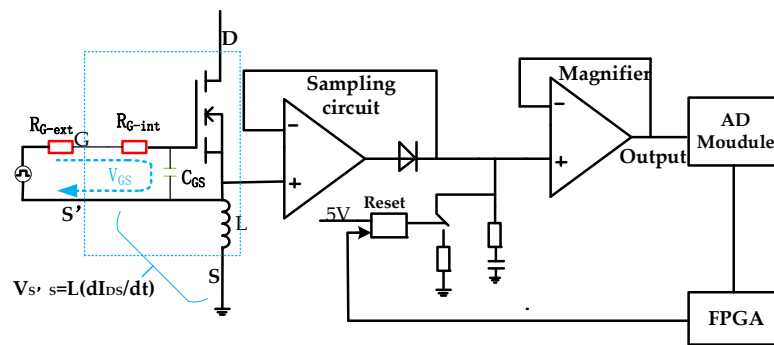 D
Sampling
circuit
Magnifier
RG-ext
G
RG-int
AD
Moudule
Output
VGS
CGS
5V
Reset
S'
L
S
VS' S=L(dIDS/dt)
FPGA